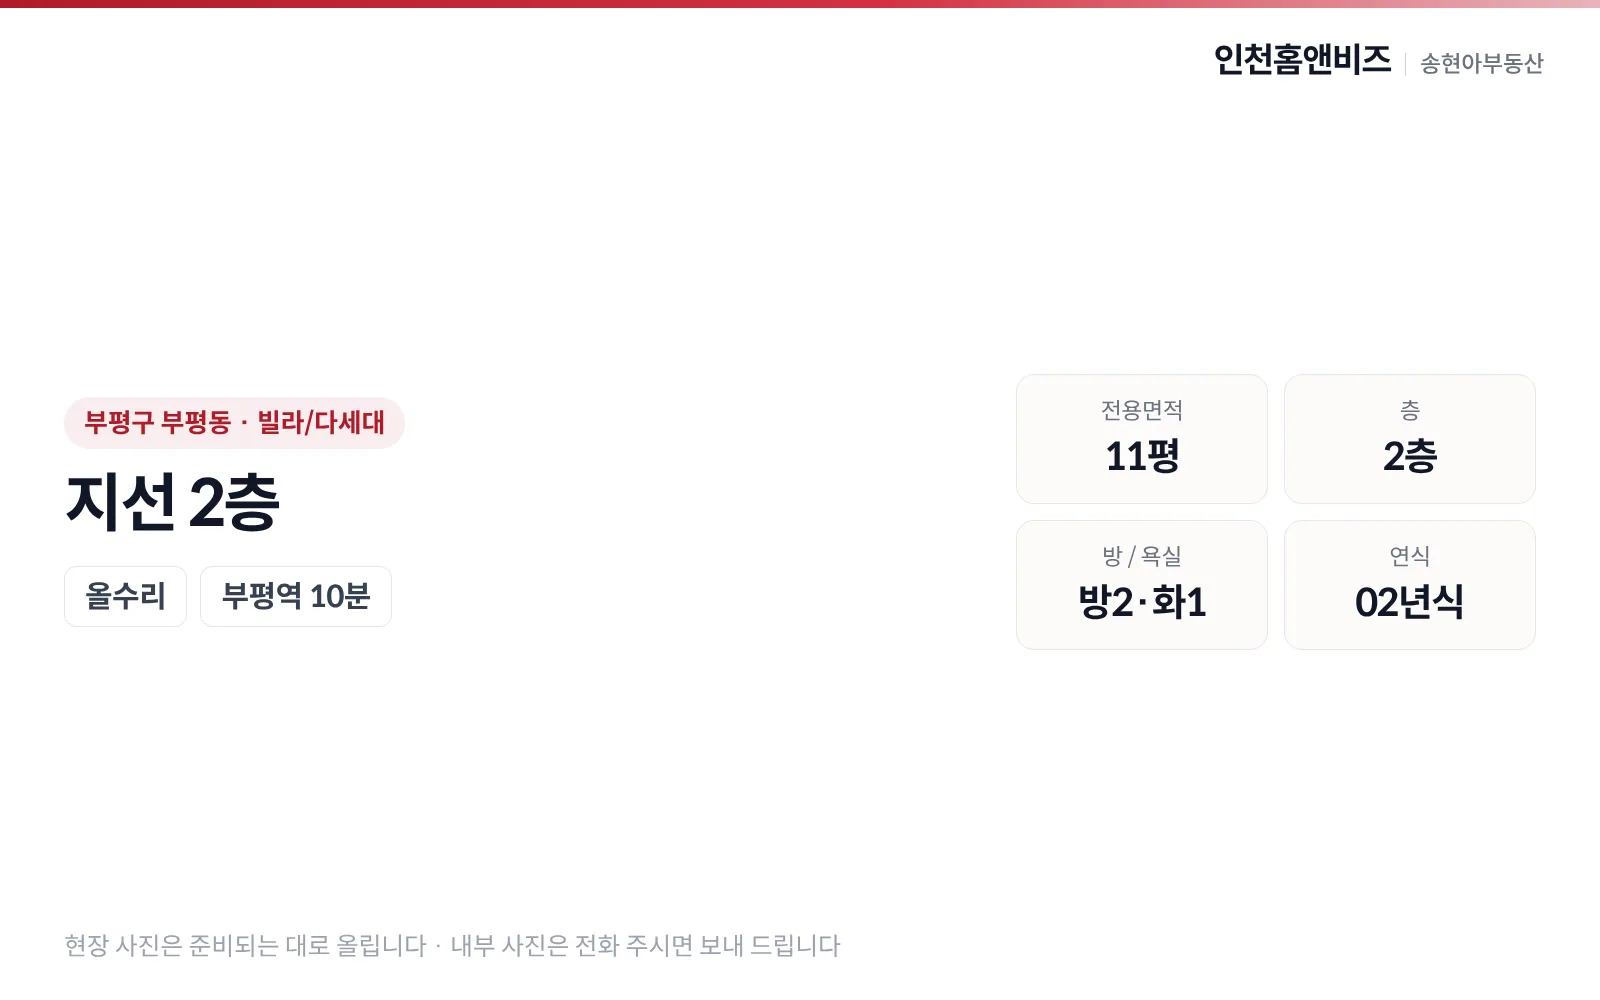 인천홈앤비즈 | 송현아부동산
부평구 부평동 · 빌라/다세대
지선 2층
올수리
부평역 10분
전용면적
11평
층
2층
방 / 욕실
방2·화1
연식
02년식
현장 사진은 준비되는 대로 올립니다 · 내부 사진은 전화 주시면 보내 드립니다